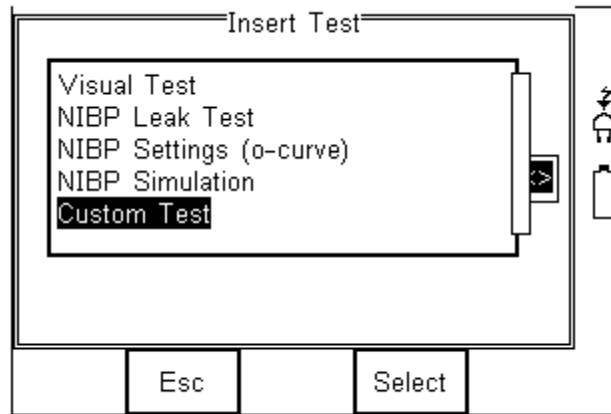 Insert Test
Visual Test
NIBP Leak Test
NIBP Settings (o-curve)
NIBP Simulation
<>
Custom Test
Esc Select